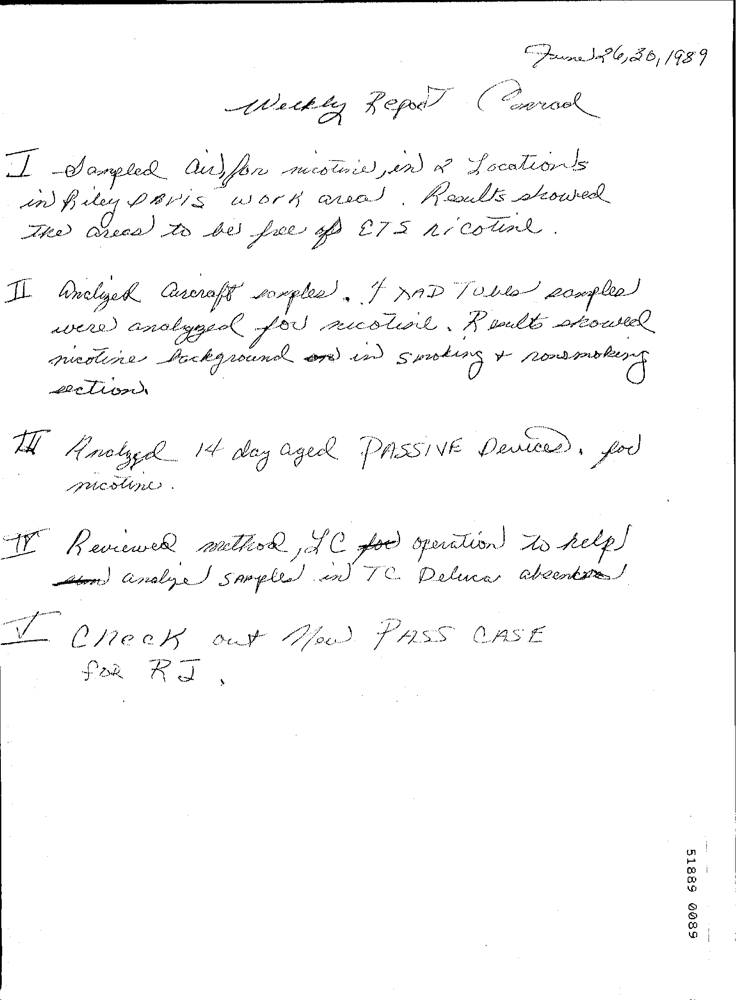 June 26,30,1989
Weekly Report Conrad
I Sampled air for nicotine, in 2 Locations
in Riley DAVIS work area. Results showed
The areas to be free of ETS nicotine.
II Analized Aircraft samples. 4 XAD Tubes samples
were analyzed for nicotine. Results showed
nicotine background in smoking + nonsmoking
section.
III Analyzed 14 day aged PASSIVE Devices. for
nicotine.
IV Reviewed method, LC operation to help
analize samples in TC Deluca absent
V Check out New PASS CASE
for RJ.
51889 0089